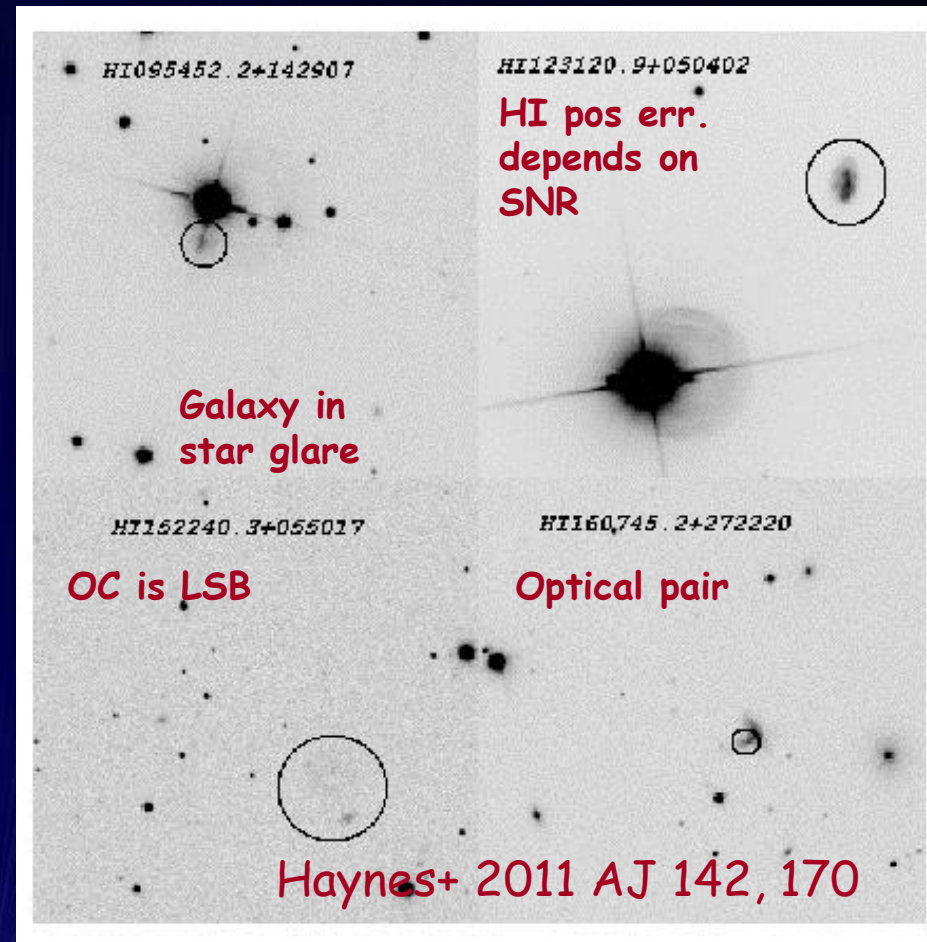 HI095452.2+142907
HI123120.9+050402
HI pos err.
depends on
SNR
Galaxy in
star glare
HI152240.3+055017
HI160745.2+272220
OC is LSB
Optical pair
Haynes+ 2011 AJ 142, 170